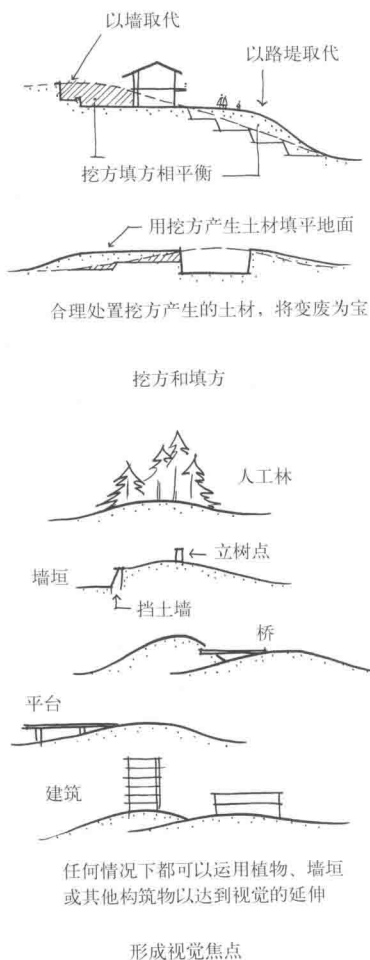 以墙取代
以路堤取代
挖方填方相平衡
用挖方产生土材填平地面
合理处置挖方产生的土材，将变废为宝
挖方和填方
人工林
立树点
墙垣
挡土墙
桥
平台
建筑
任何情况下都可以运用植物、墙垣
或其他构筑物以达到视觉的延伸
形成视觉焦点